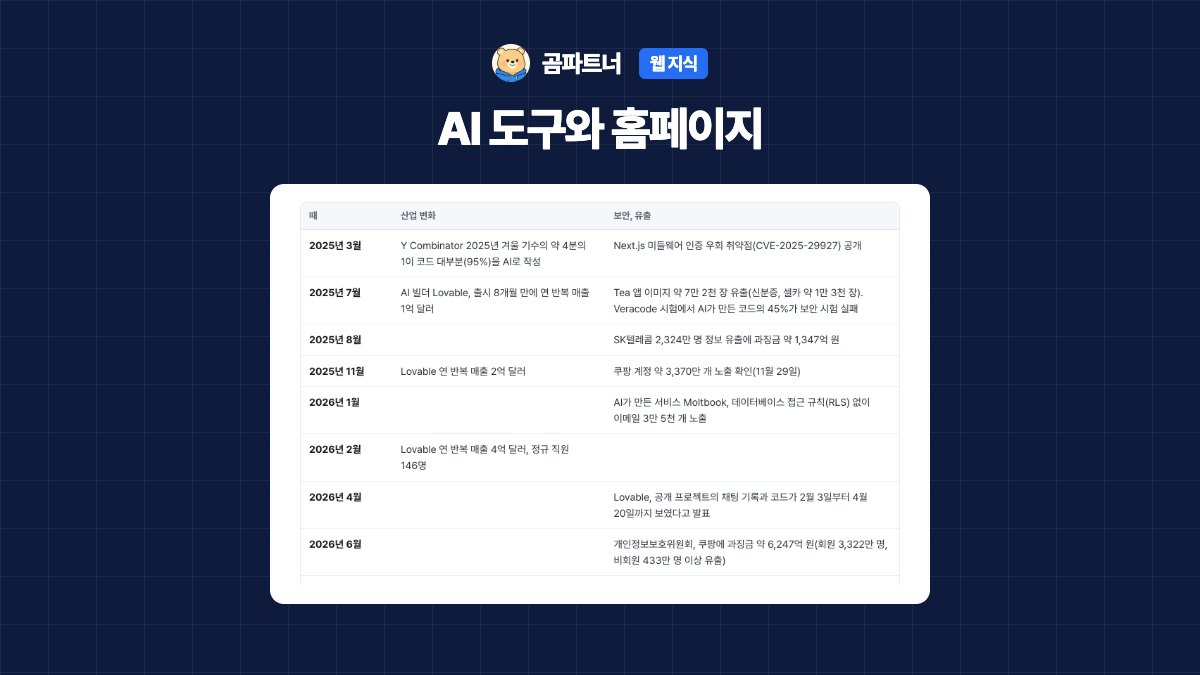 곰파트너 웹 지식
AI 도구와 홈페이지
때 산업 변화 보안, 유출
2025년 3월 Y Combinator 2025년 겨울 기수의 약 4분의 Next.js 미들웨어 인증 우회 취약점(CVE-2025-29927) 공개
1이 코드 대부분(95%)을 AI로 작성
2025년 7월 AI 빌더 Lovable, 출시 8개월 만에 연 반복 매출 Tea 앱 이미지 약 7만 2천 장 유출(신분증, 셀카 약 1만 3천 장).
1억 달러 Veracode 시험에서 AI가 만든 코드의 45%가 보안 시험 실패
2025년 8월 SK텔레콤 2,324만 명 정보 유출에 과징금 약 1,347억 원
2025년 11월 Lovable 연 반복 매출 2억 달러 쿠팡 계정 약 3,370만 개 노출 확인(11월 29일)
2026년 1월 AI가 만든 서비스 Moltbook, 데이터베이스 접근 규칙(RLS) 없이
이메일 3만 5천 개 노출
2026년 2월 Lovable 연 반복 매출 4억 달러, 정규 직원
146명
2026년 4월 Lovable, 공개 프로젝트의 채팅 기록과 코드가 2월 3일부터 4월
20일까지 보였다고 발표
2026년 6월 개인정보보호위원회, 쿠팡에 과징금 약 6,247억 원(회원 3,322만 명,
비회원 433만 명 이상 유출)